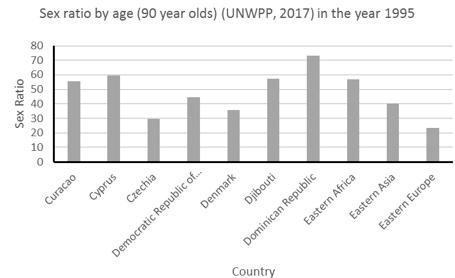 Sex ratio by age (90 year olds) (UNWPP, 2017) in the year 1995
80
70
60
50
40
30
20
10
0
Sex Ratio
Curacao
Cyprus
Czechia
Democratic Republic of...
Denmark
Djibouti
Dominican Republic
Eastern Africa
Eastern Asia
Eastern Europe
Country